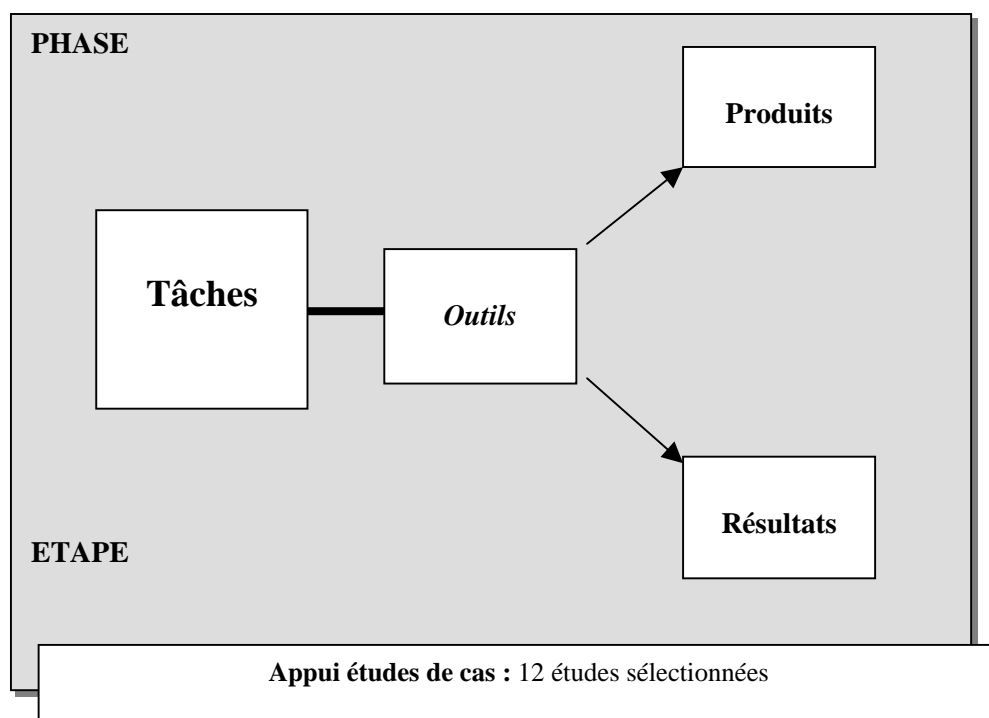 PHASE
Produits
Tâches
Outils
Résultats
ETAPE
Appui études de cas : 12 études sélectionnées